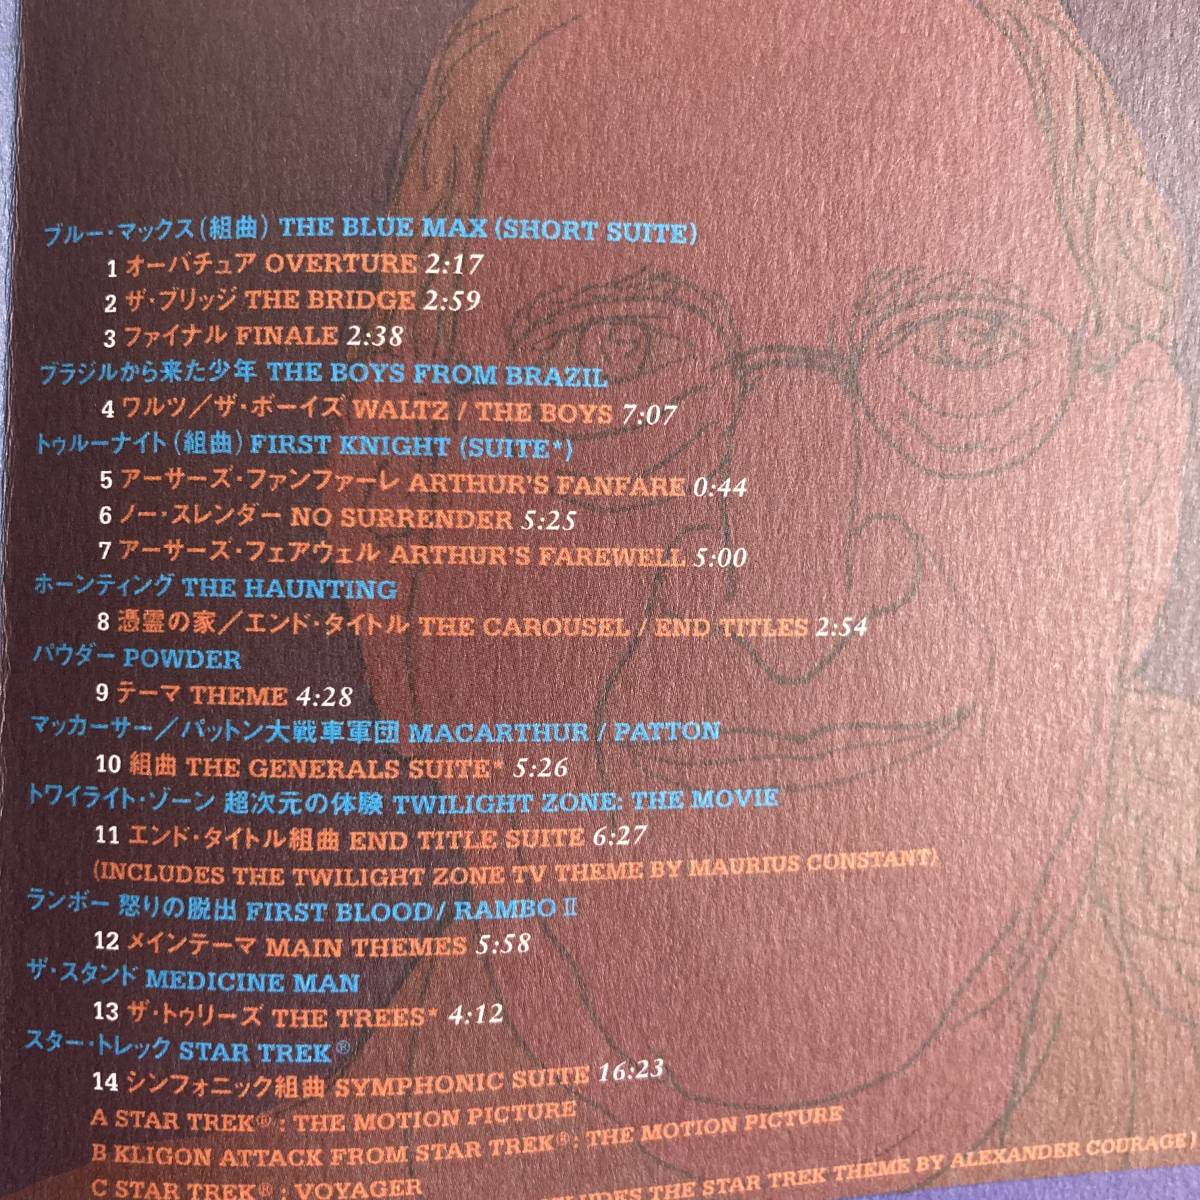 ブルー・マックス（組曲）THE BLUE MAX (SHORT SUITE)
1 オーバチュア OVERTURE 2:17
2 ザ・ブリッジ THE BRIDGE 2:59
3 ファイナル FINALE 2:38
ブラジルから来た少年 THE BOYS FROM BRAZIL
4 ワルツ／ザ・ボーイズ WALTZ / THE BOYS 7:07
トゥルーナイト（組曲）FIRST KNIGHT (SUITE*)
5 アーサーズ・ファンファーレ ARTHUR'S FANFARE 0:44
6 ノー・スレンダー NO SURRENDER 5:25
7 アーサーズ・フェアウェル ARTHUR'S FAREWELL 5:00
ホーンティング THE HAUNTING
8 憑霊の家／エンド・タイトル THE CAROUSEL / END TITLES 2:54
パウダー POWDER
9 テーマ THEME 4:28
マッカーサー／パットン大戦車軍団 MACARTHUR / PATTON
10 組曲 THE GENERALS SUITE* 5:26
トワイライト・ゾーン 超次元の体験 TWILIGHT ZONE: THE MOVIE
11 エンド・タイトル組曲 END TITLE SUITE 6:27
(INCLUDES THE TWILIGHT ZONE TV THEME BY MAURIUS CONSTANT)
ランボー 怒りの脱出 FIRST BLOOD/ RAMBO II
12 メインテーマ MAIN THEMES 5:58
ザ・スタンド MEDICINE MAN
13 ザ・トゥリーズ THE TREES* 4:12
スター・トレック STAR TREK®
14 シンフォニック組曲 SYMPHONIC SUITE 16:23
A STAR TREK®: THE MOTION PICTURE
B KLIGON ATTACK FROM STAR TREK®: THE MOTION PICTURE
C STAR TREK®: VOYAGER
THE STAR TREK THEME BY ALEXANDER COURAGE)